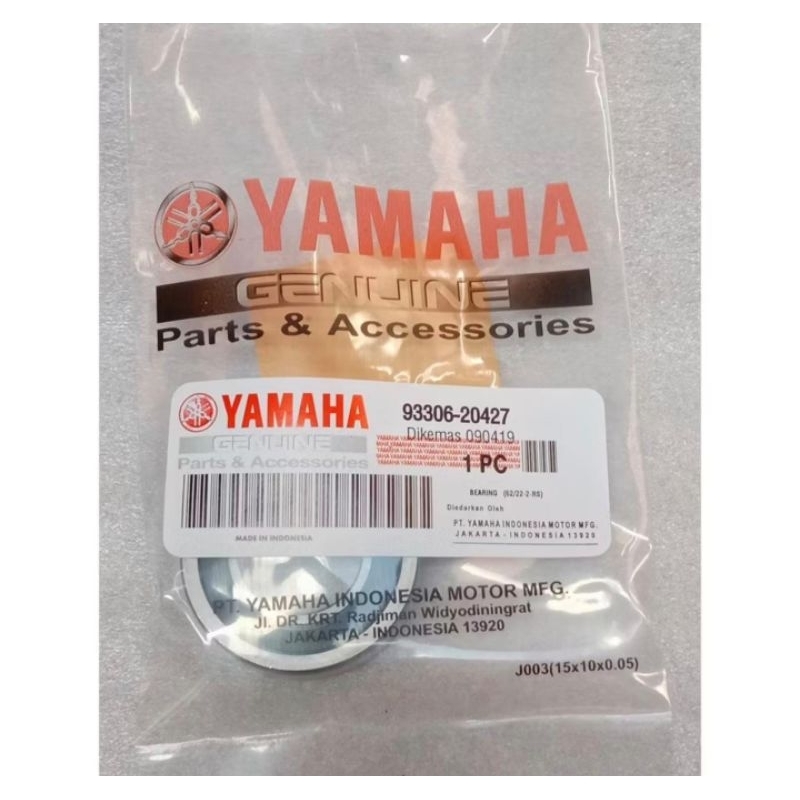 YAMAHA
GENUINE
Parts & Accessories
YAMAHA
GENUINE
Parts & Accessories
MADE IN INDONESIA
93306-20427
Dikemas 090419
1 PC
BEARING (62/22-2-RS)
Diedarkan Oleh
PT. YAMAHA INDONESIA MOTOR MFG.
JAKARTA - INDONESIA 13920
PT. YAMAHA INDONESIA MOTOR MFG.
Jl. DR. KRT. Radjiman Widyodiningrat
JAKARTA - INDONESIA 13920
J003(15x10x0.05)